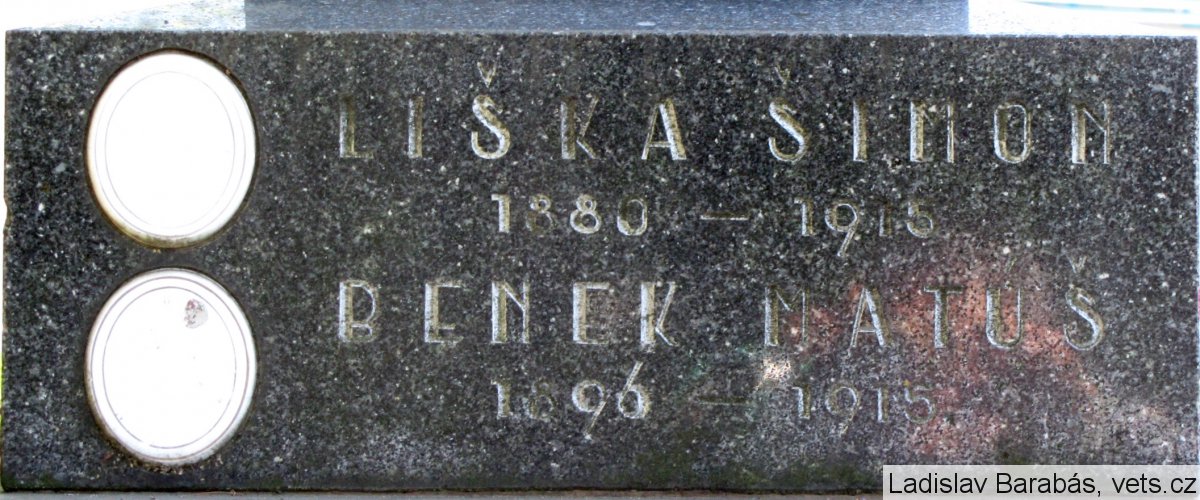 LIŠKA ŠIMON
1880 — 1915
BENEK MATUŠ
1896 — 1915
Ladislav Barabás, vets.cz